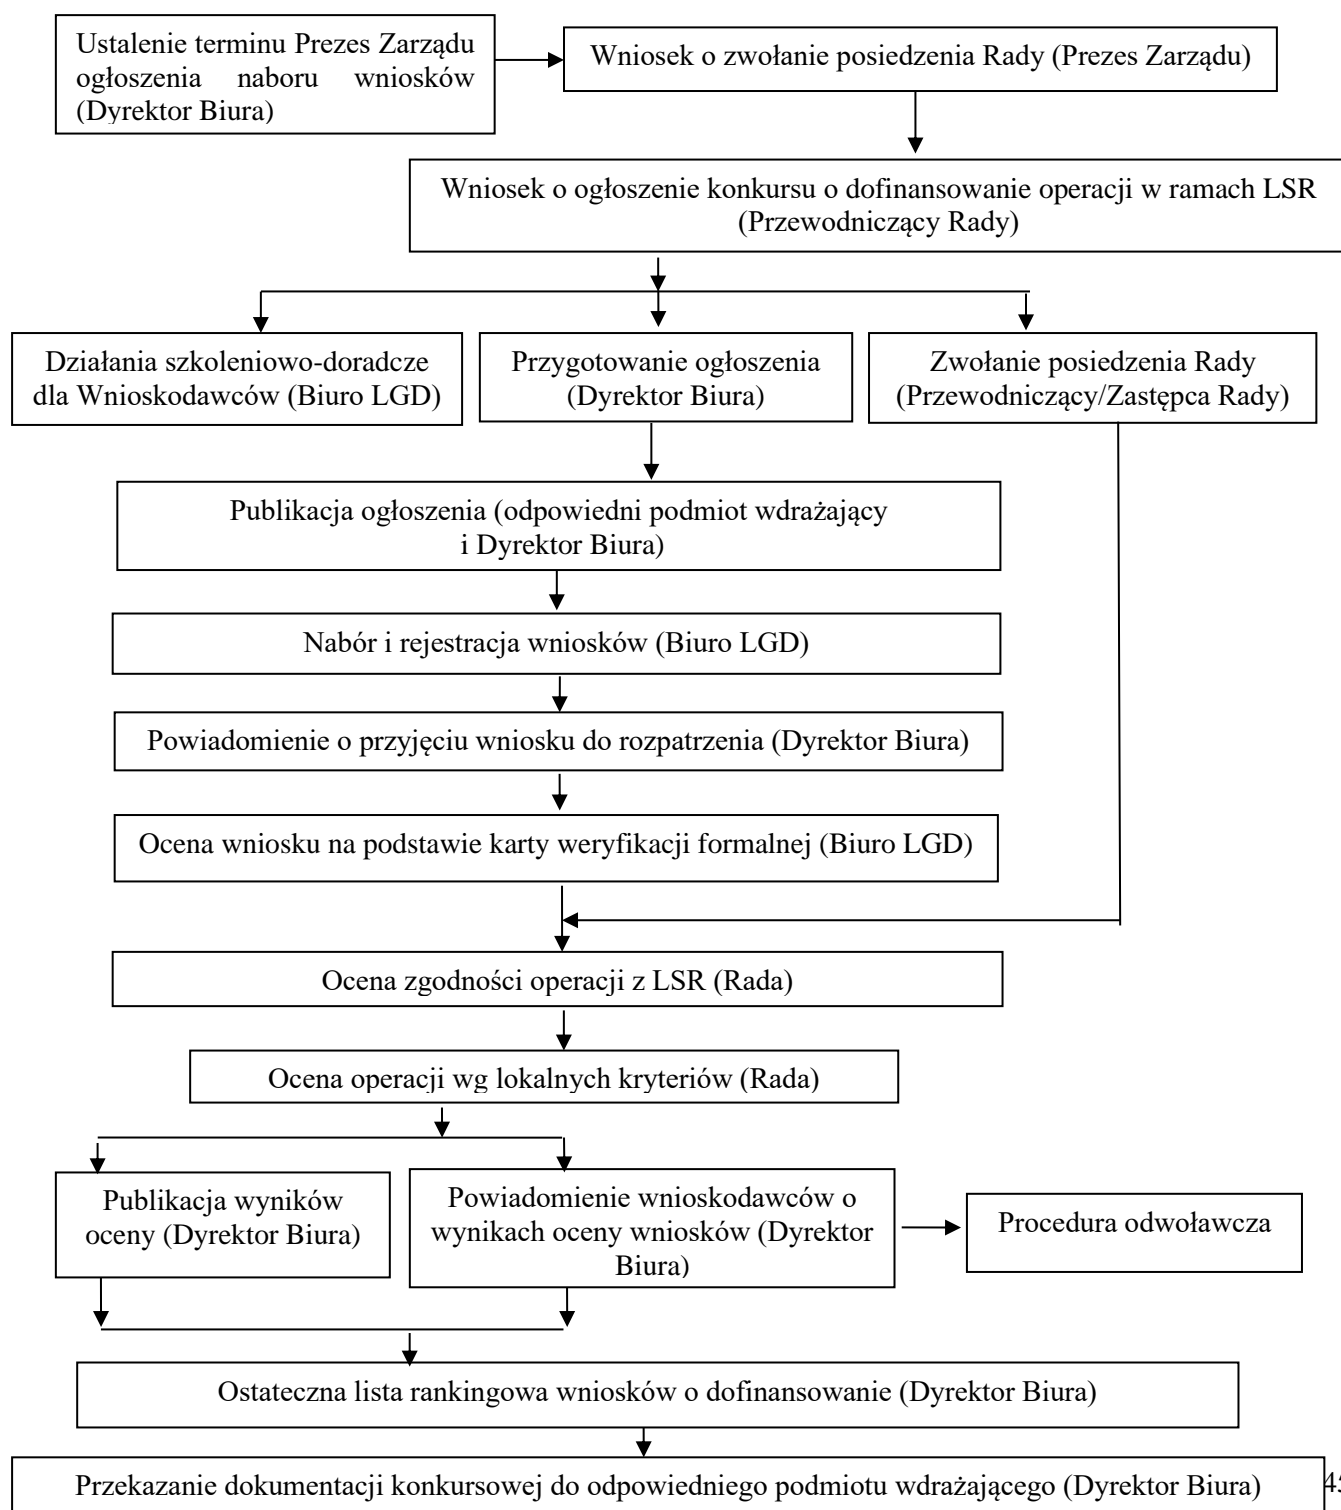 Ustalenie terminu Prezes Zarządu
ogłoszenia naboru wniosków
(Dyrektor Biura)
Wniosek o zwołanie posiedzenia Rady (Prezes Zarządu)
Wniosek o ogłoszenie konkursu o dofinansowanie operacji w ramach LSR
(Przewodniczący Rady)
Działania szkoleniowo-doradcze
dla Wnioskodawców (Biuro LGD)
Przygotowanie ogłoszenia
(Dyrektor Biura)
Zwołanie posiedzenia Rady
(Przewodniczący/Zastępca Rady)
Publikacja ogłoszenia (odpowiedni podmiot wdrażający
i Dyrektor Biura)
Nabór i rejestracja wniosków (Biuro LGD)
Powiadomienie o przyjęciu wniosku do rozpatrzenia (Dyrektor Biura)
Ocena wniosku na podstawie karty weryfikacji formalnej (Biuro LGD)
Ocena zgodności operacji z LSR (Rada)
Ocena operacji wg lokalnych kryteriów (Rada)
Publikacja wyników
oceny (Dyrektor Biura)
Powiadomienie wnioskodawców o
wynikach oceny wniosków (Dyrektor
Biura)
Procedura odwoławcza
Ostateczna lista rankingowa wniosków o dofinansowanie (Dyrektor Biura)
Przekazanie dokumentacji konkursowej do odpowiedniego podmiotu wdrażającego (Dyrektor Biura)